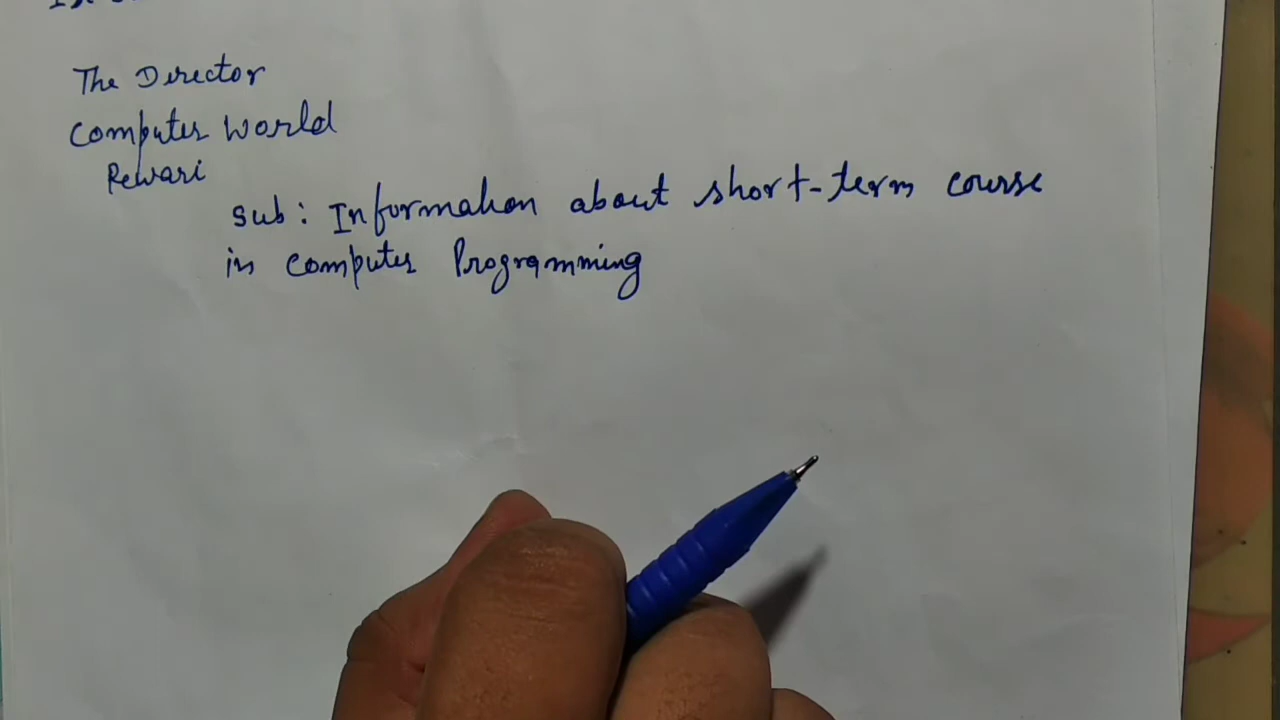 The Director
Computer World
Rewari
Sub: Information about short-term course
in computer Programming